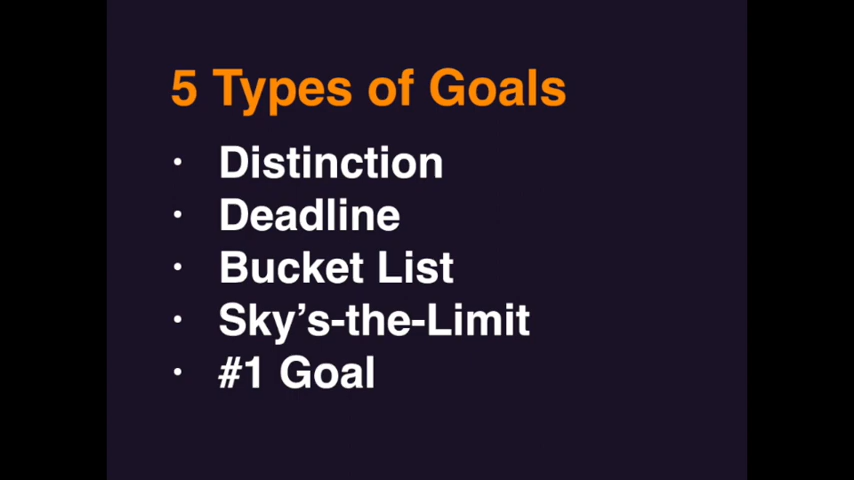 5 Types of Goals
• Distinction
• Deadline
• Bucket List
• Sky’s-the-Limit
• #1 Goal